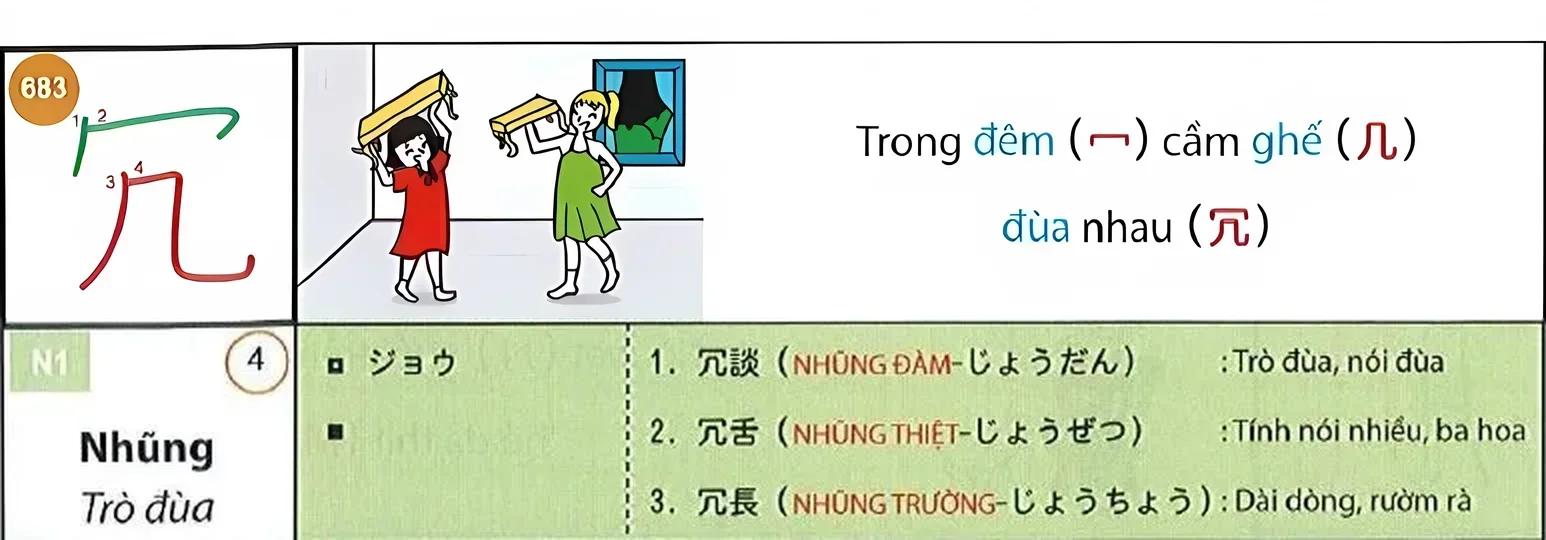 683
1
2
冗
3
4
Trong đêm (冖) cầm ghế (几)
đùa nhau (冗)
N1
4
Nhũng
Trò đùa
ジョウ
1. 冗談 (NHŨNG ĐÀM-じょうだん) : Trò đùa, nói đùa
2. 冗舌 (NHŨNG THIỆT-じょうぜつ) : Tính nói nhiều, ba hoa
3. 冗長 (NHŨNG TRƯỜNG-じょうちょう) : Dài dòng, rườm rà